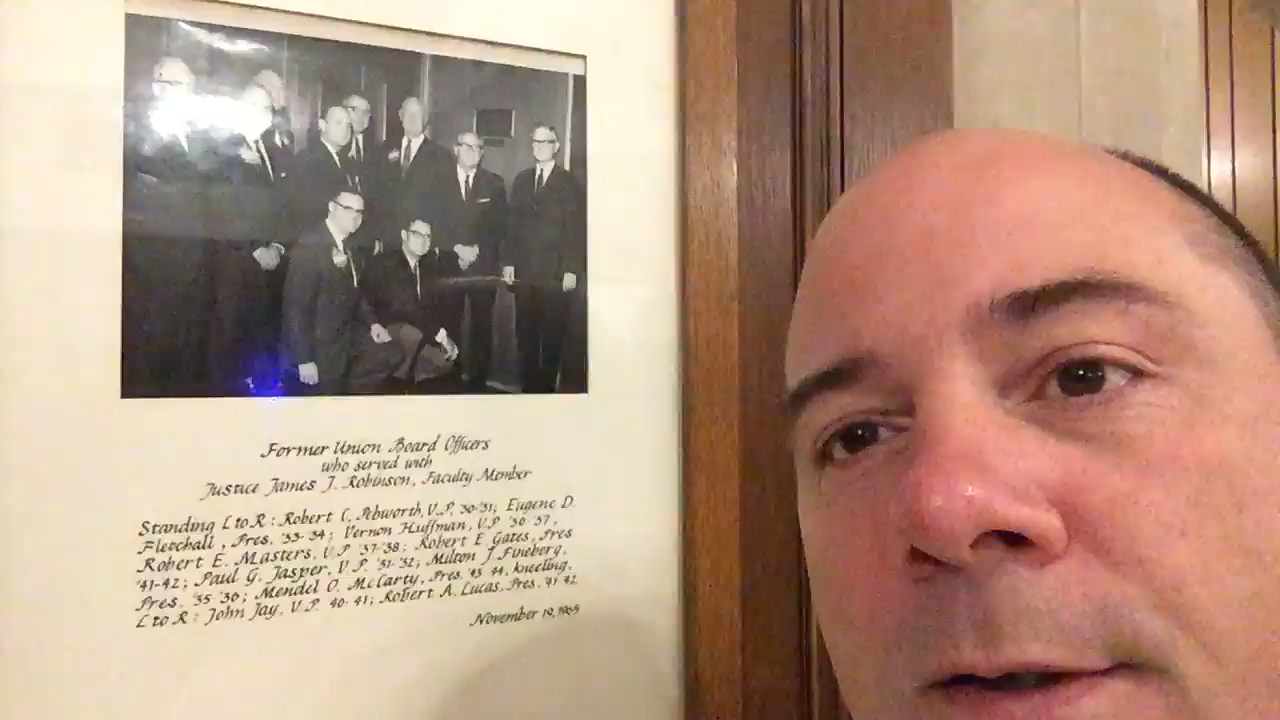 Former Union Board Officers
who served with
Justice James J. Robinson, Faculty Member
Standing L to R: Robert C. Pebworth, V.P. '30-'31; Eugene D.
Fletchall, Pres. '33-'34; Vernon Huffman, V.P. '36-'37,
Robert E. Masters, V.P. '37-'38; Robert E. Gates, Pres
'41-42; Paul G. Jasper, V.P. '31-'32; Milton J. Fineberg,
Pres. '35-'36; Mendel O. McCarty, Pres. '43-44, kneeling,
L to R: John Jay, V.P. 40-41; Robert A. Lucas, Pres.
November 19, 1965